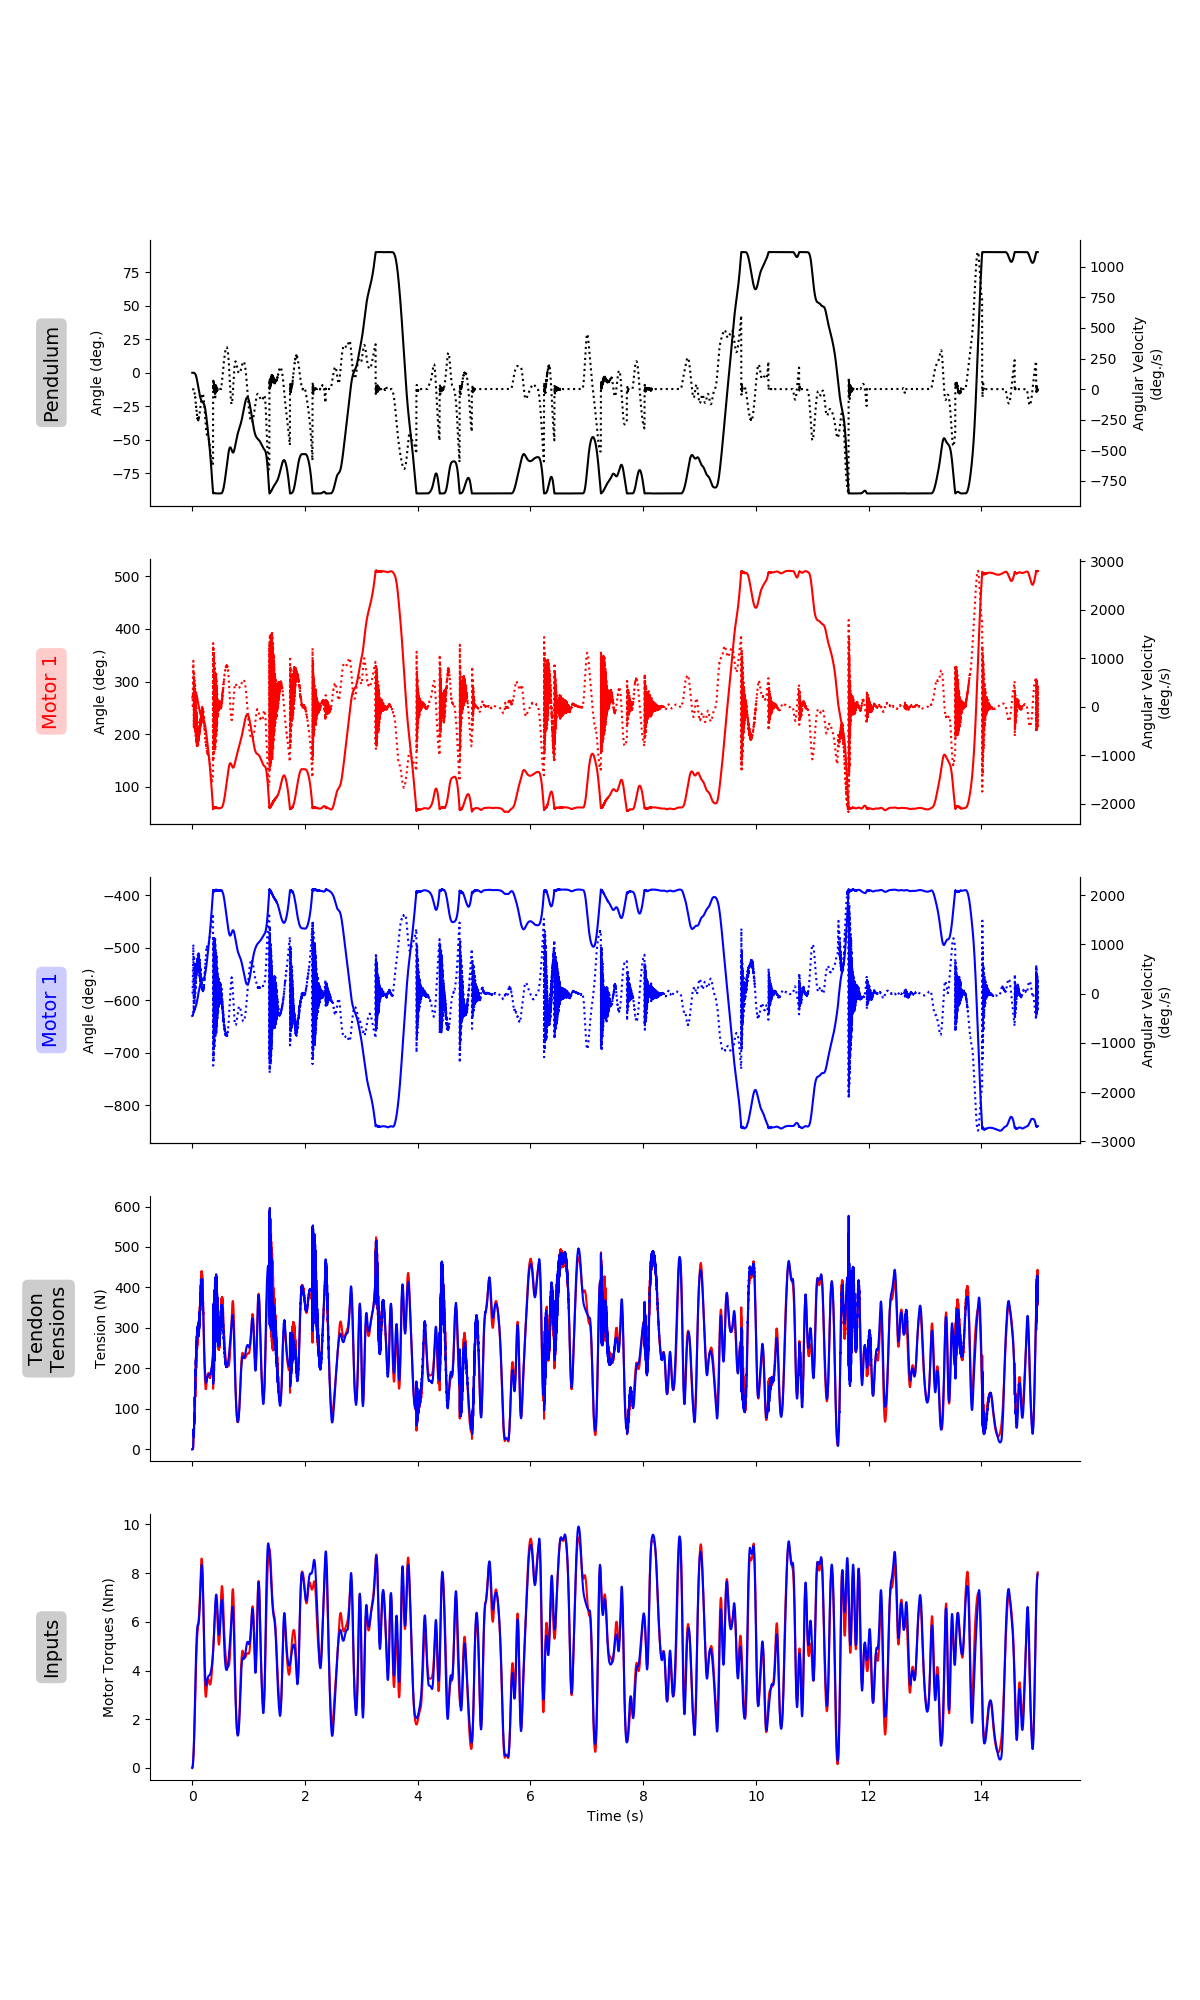 Pendulum
Angle (deg.)
75
50
25
0
−25
−50
−75
1000
750
500
250
0
−250
−500
−750
Angular Velocity
(deg./s)
Motor 1
Angle (deg.)
500
400
300
200
100
3000
2000
1000
0
−1000
−2000
Angular Velocity
(deg./s)
Motor 1
Angle (deg.)
−400
−500
−600
−700
−800
2000
1000
0
−1000
−2000
−3000
Angular Velocity
(deg./s)
Tendon
Tensions
Tension (N)
600
500
400
300
200
100
0
Inputs
Motor Torques (Nm)
10
8
6
4
2
0
0 2 4 6 8 10 12 14
Time (s)